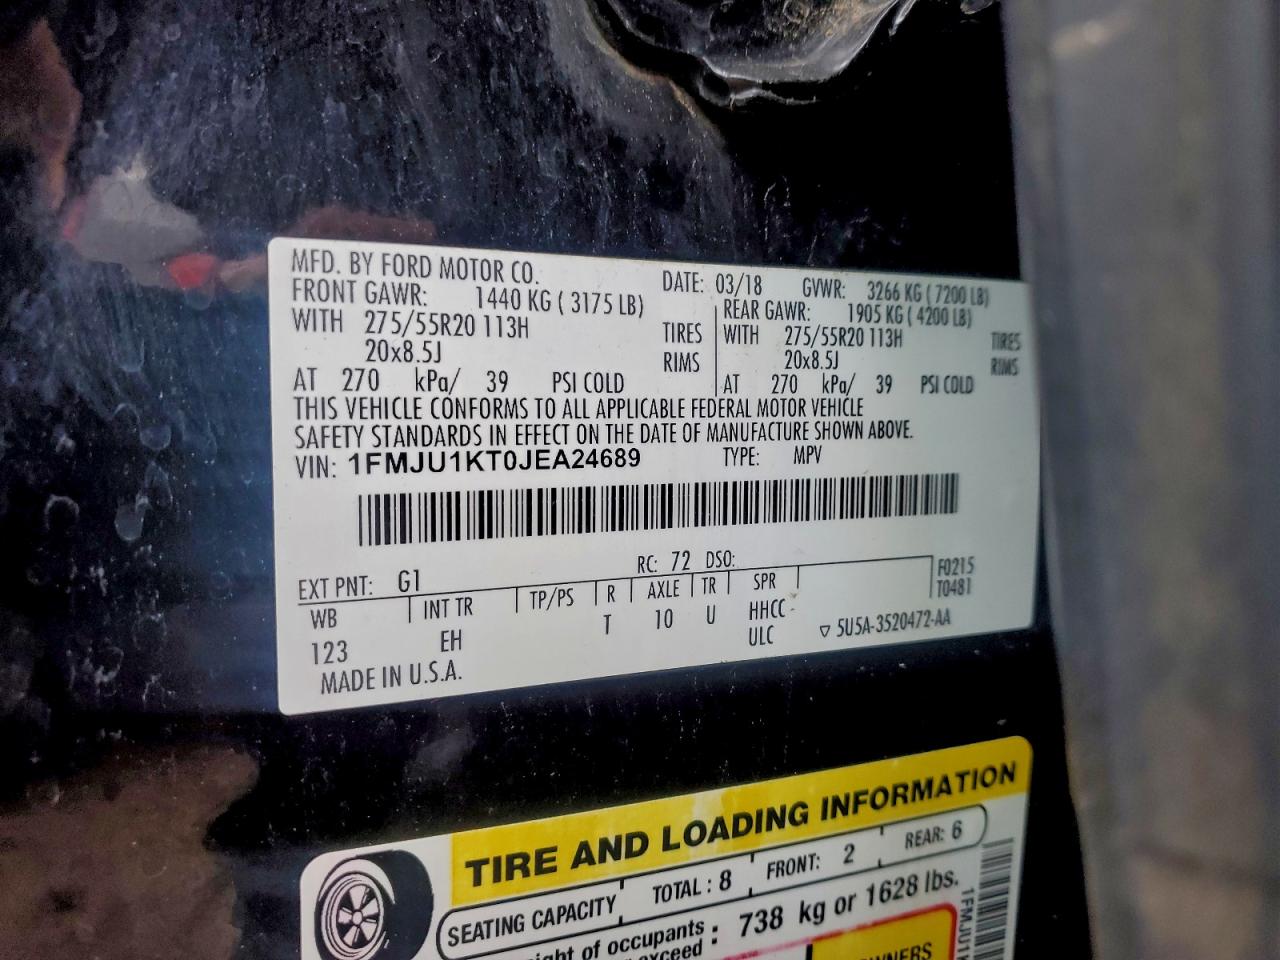 MFD. BY FORD MOTOR CO. DATE: 03/18 GVWR: 3266 KG ( 7200 LB)
FRONT GAWR: 1440 KG ( 3175 LB) REAR GAWR: 1905 KG ( 4200 LB)
WITH 275/55R20 113H TIRES WITH 275/55R20 113H TIRES
20x8.5J RIMS 20x8.5J RIMS
AT 270 kPa/ 39 PSI COLD AT 270 kPa/ 39 PSI COLD
THIS VEHICLE CONFORMS TO ALL APPLICABLE FEDERAL MOTOR VEHICLE
SAFETY STANDARDS IN EFFECT ON THE DATE OF MANUFACTURE SHOWN ABOVE.
VIN: 1FMJU1KT0JEA24689 TYPE: MPV
EXT PNT: G1 RC: 72 DSO: F0215
WB INT TR TP/PS R AXLE TR SPR T0481
123 EH T 10 U HHCC -
ULC ▽ 5U5A-3520472-AA
MADE IN U.S.A.
TIRE AND LOADING INFORMATION
SEATING CAPACITY TOTAL : 8 FRONT: 2 REAR: 6
of occupants : 738 kg or 1628 lbs.
exceed
1FMJU1